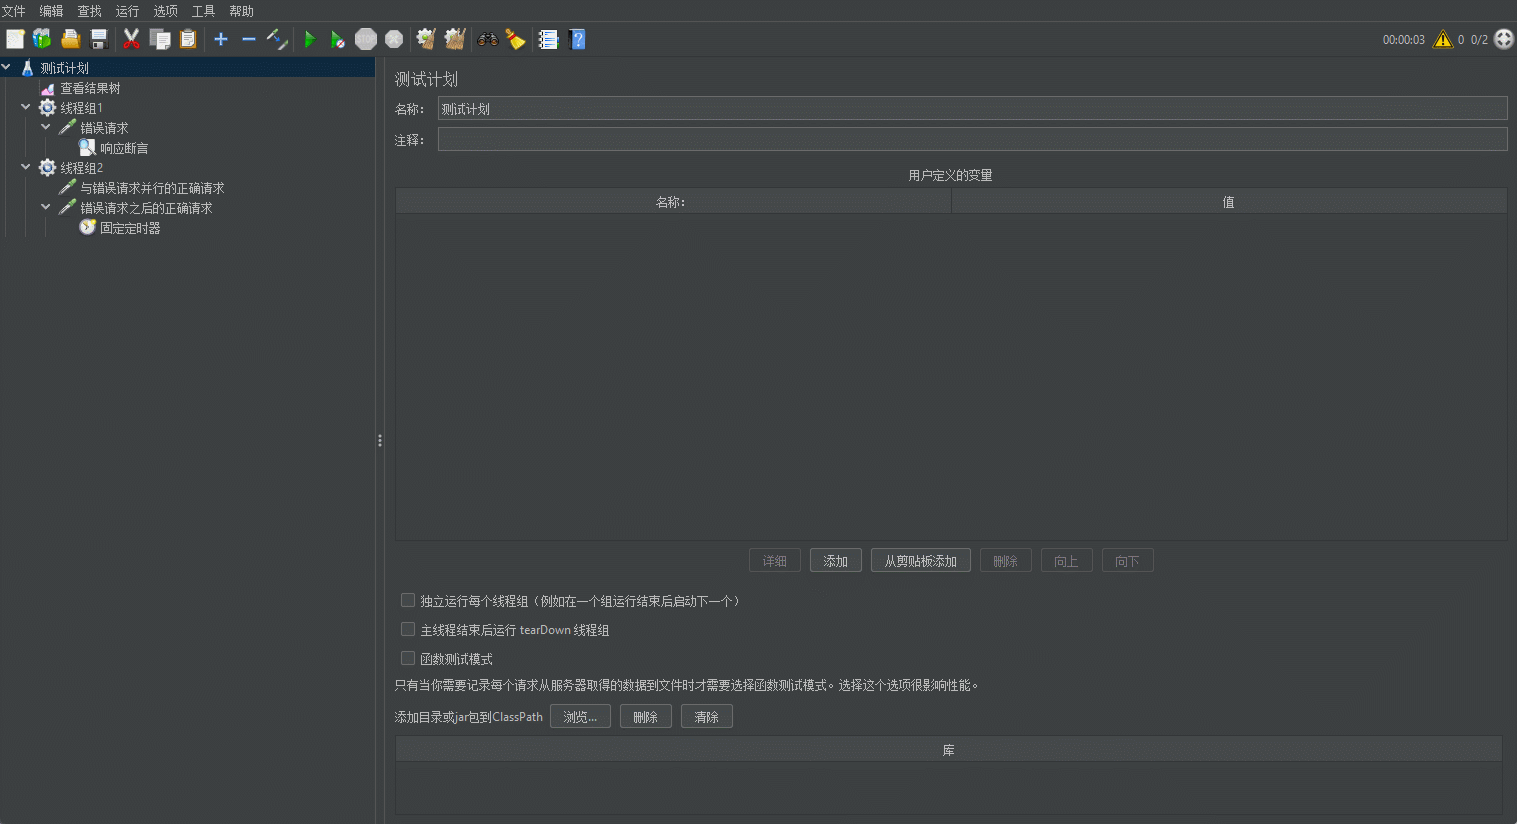 文件 编辑 查找 运行 选项 工具 帮助
STOP
00:00:03 0 0/2
测试计划
查看结果树
线程组1
错误请求
响应断言
线程组2
与错误请求并行的正确请求
错误请求之后的正确请求
固定定时器
测试计划
名称： 测试计划
注释：
用户定义的变量
名称： 值
详细 添加 从剪贴板添加 删除 向上 向下
独立运行每个线程组（例如在一个组运行结束后启动下一个）
主线程结束后运行 tearDown 线程组
函数测试模式
只有当你需要记录每个请求从服务器取得的数据到文件时才需要选择函数测试模式。选择这个选项很影响性能。
添加目录或jar包到ClassPath 浏览... 删除 清除
库